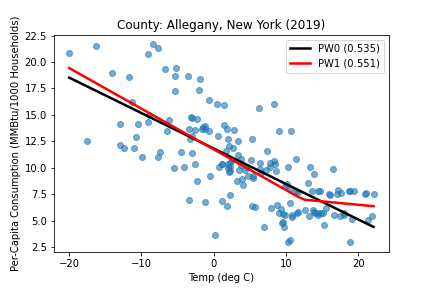 County: Allegany, New York (2019)
Per-Capita Consumption (MMBtu/1000 Households)
22.5
20.0
17.5
15.0
12.5
10.0
7.5
5.0
2.5
PW0 (0.535)
PW1 (0.551)
−20 −10 0 10 20
Temp (deg C)